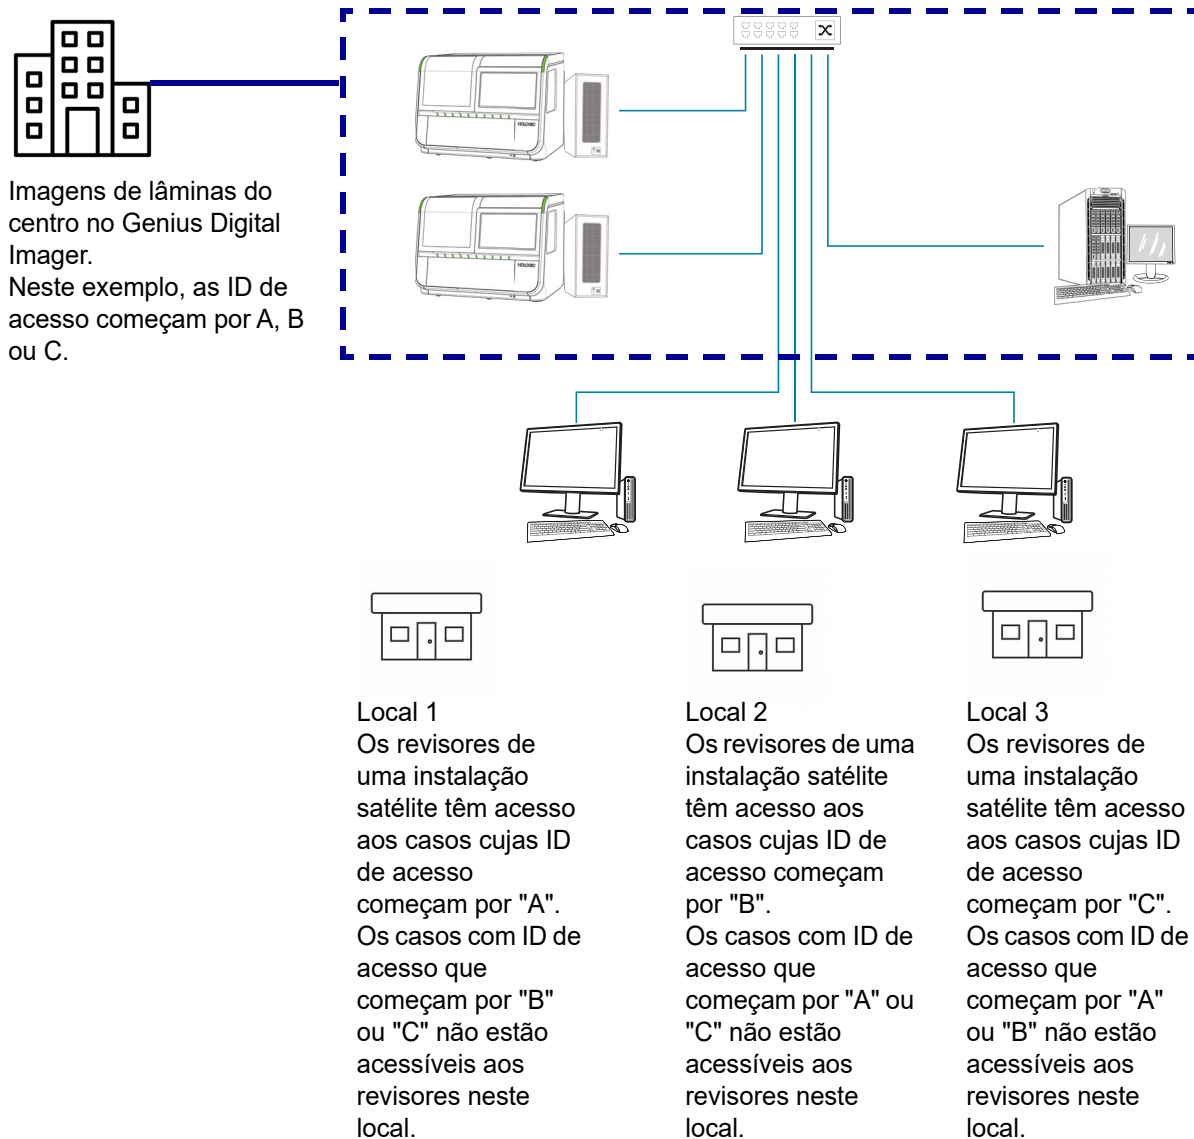 HOLOGIC
HOLOGIC
Imagens de lâminas do
centro no Genius Digital
Imager.
Neste exemplo, as ID de
acesso começam por A, B
ou C.
Local 1
Os revisores de
uma instalação
satélite têm acesso
aos casos cujas ID
de acesso
começam por "A".
Os casos com ID de
acesso que
começam por "B"
ou "C" não estão
acessíveis aos
revisores neste
local.
Local 2
Os revisores de uma
instalação satélite
têm acesso aos
casos cujas ID de
acesso começam
por "B".
Os casos com ID de
acesso que
começam por "A" ou
"C" não estão
acessíveis aos
revisores neste
local.
Local 3
Os revisores de
uma instalação
satélite têm acesso
aos casos cujas ID
de acesso
começam por "C".
Os casos com ID de
acesso que
começam por "A"
ou "B" não estão
acessíveis aos
revisores neste
local.